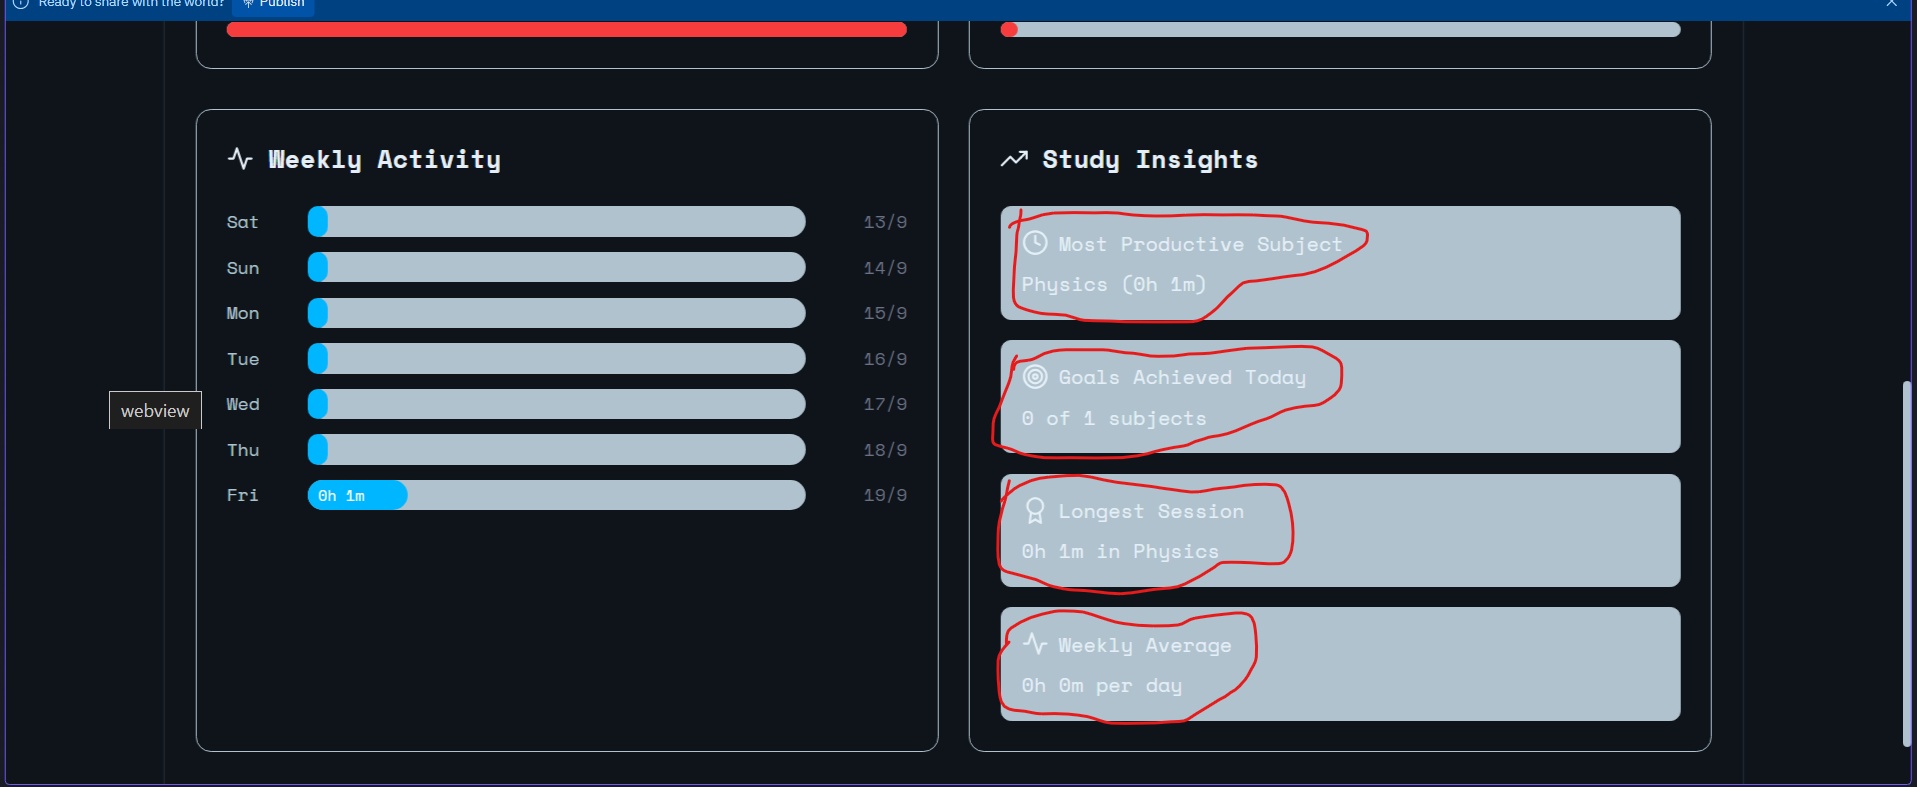 Ready to share with the world? Publish
Weekly Activity
Sat 13/9
Sun 14/9
Mon 15/9
Tue 16/9
Wed 17/9
Thu 18/9
Fri 0h 1m 19/9
webview
Study Insights
Most Productive Subject
Physics (0h 1m)
Goals Achieved Today
0 of 1 subjects
Longest Session
0h 1m in Physics
Weekly Average
0h 0m per day